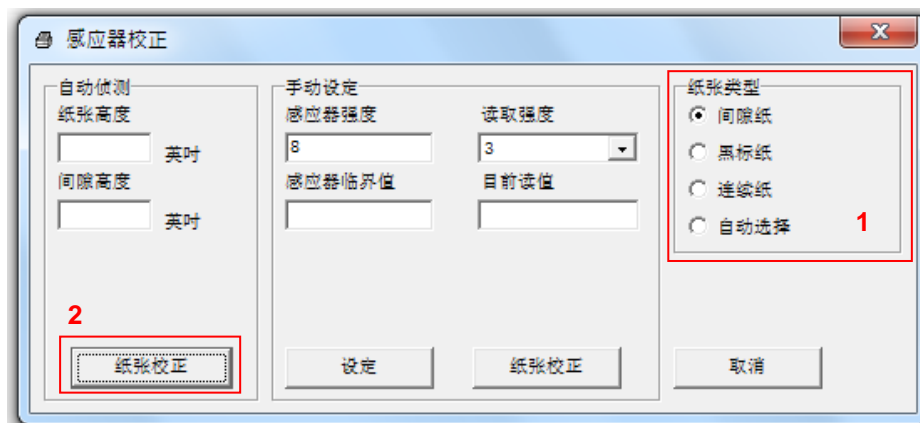 感应器校正
自动侦测
纸张高度
英吋
间隙高度
英吋
2
纸张校正
手动设定
感应器强度
8
读取强度
3
感应器临界值
目前读值
设定
纸张校正
纸张类型
间隙纸
黑标纸
连续纸
自动选择
1
取消